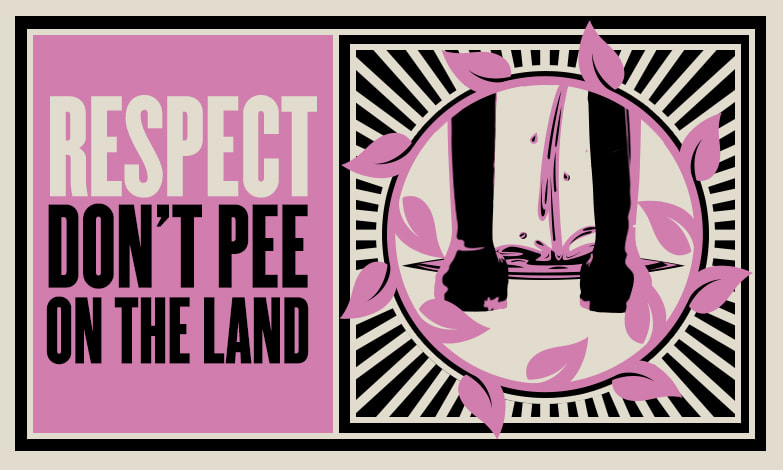 RESPECT
DON'T PEE
ON THE LAND